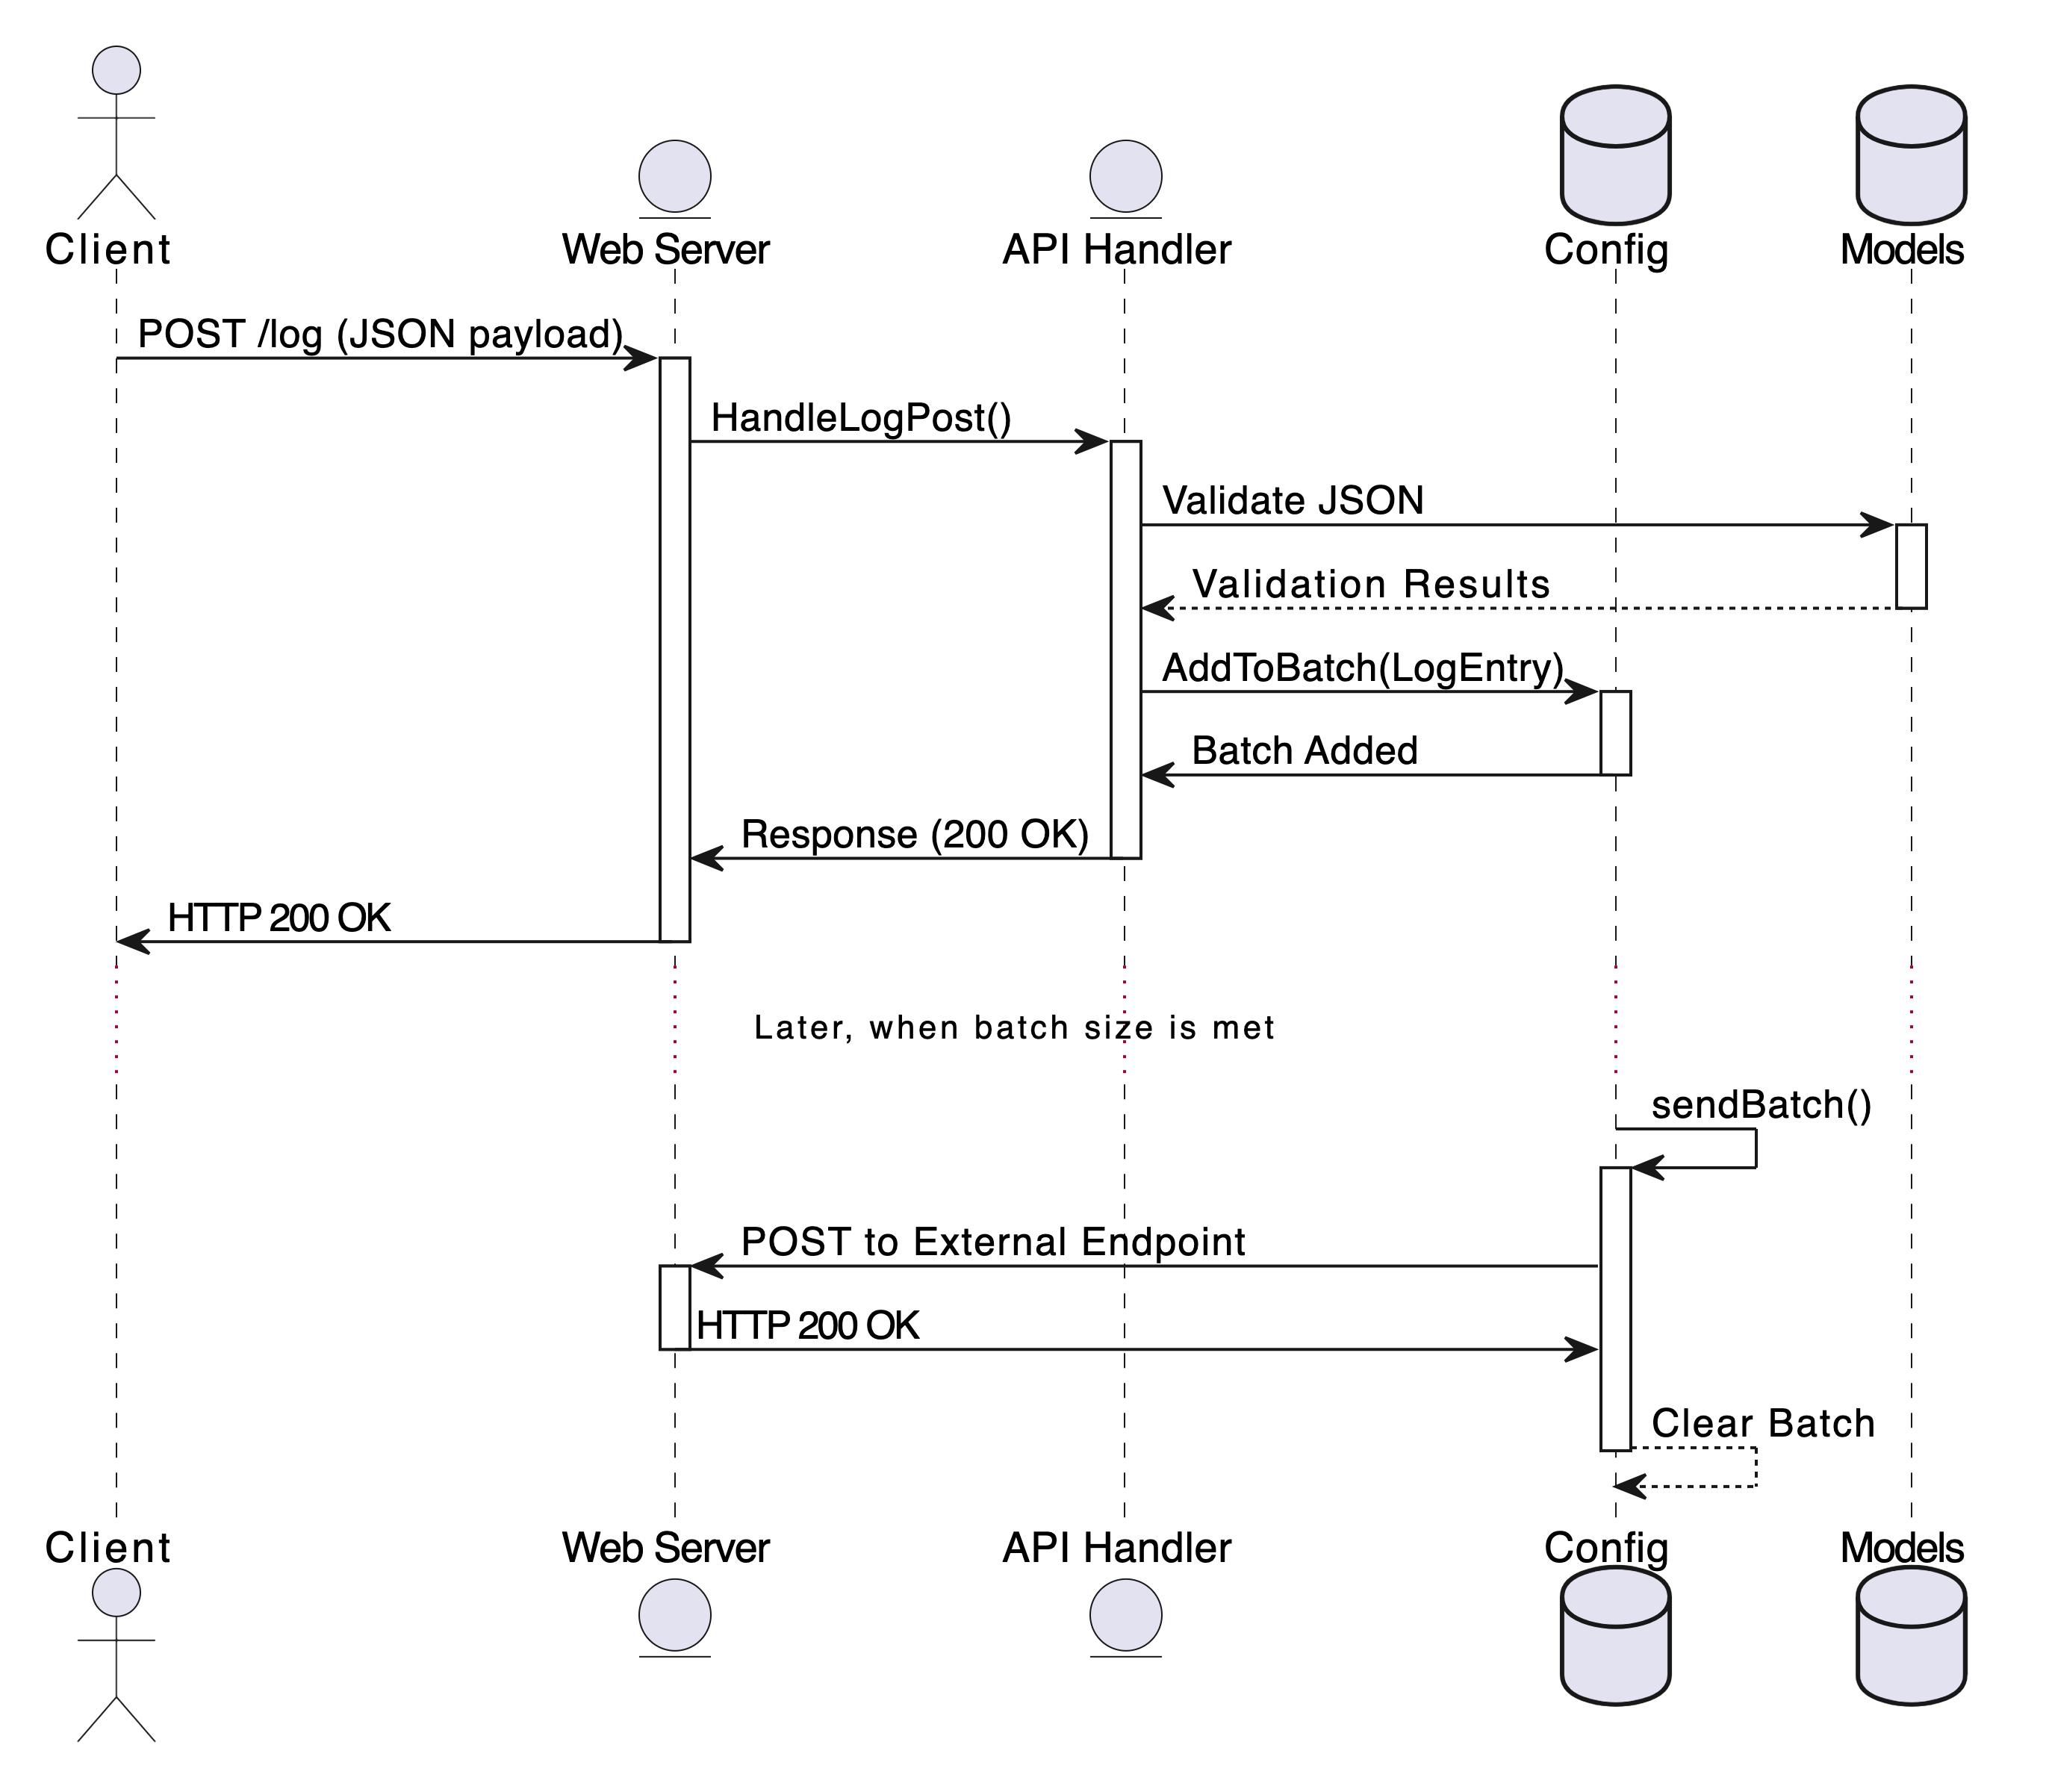 Client
Web Server
API Handler
Config
Models
POST /log (JSON payload)
HandleLogPost()
Validate JSON
Validation Results
AddToBatch(LogEntry)
Batch Added
Response (200 OK)
HTTP 200 OK
Later, when batch size is met
sendBatch()
POST to External Endpoint
HTTP 200 OK
Clear Batch
Client
Web Server
API Handler
Config
Models